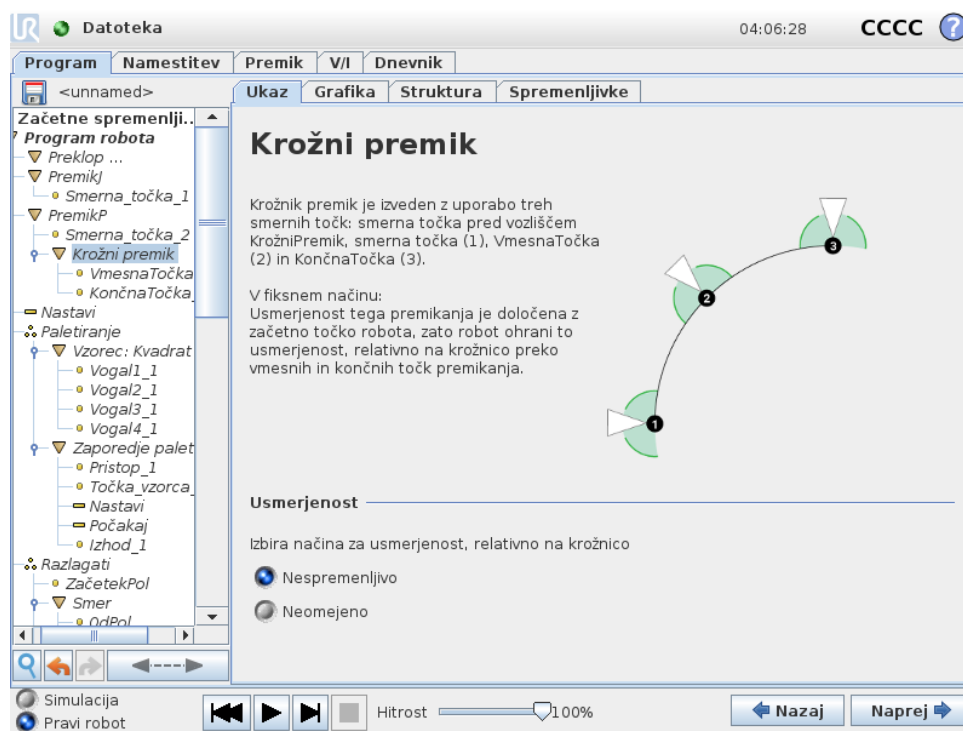 UR Datoteka 04:06:28 CCCC ?
Program Namestitev Premik V/I Dnevnik
<unnamed>
Ukaz Grafika Struktura Spremenljivke
Začetne spremenlji..
Program robota
Preklop ...
PremikJ
Smerna_točka_1
PremikP
Smerna_točka_2
Krožni premik
VmesnaTočka
KončnaTočka_
Nastavi
Paletiranje
Vzorec: Kvadrat
Vogal1_1
Vogal2_1
Vogal3_1
Vogal4_1
Zaporedje palet
Pristop_1
Točka_vzorca_
Nastavi
Počakaj
Izhod_1
Razlagati
ZačetekPol
Smer
OdPol
Krožni premik
Krožnik premik je izveden z uporabo treh
smernih točk: smerna točka pred vozliščem
KrožniPremik, smerna točka (1), VmesnaTočka
(2) in KončnaTočka (3).
V fiksnem načinu:
Usmerjenost tega premikanja je določena z
začetno točko robota, zato robot ohrani to
usmerjenost, relativno na krožnico preko
vmesnih in končnih točk premikanja.
3
2
1
Usmerjenost
Izbira načina za usmerjenost, relativno na krožnico
Nespremenljivo
Neomejeno
Simulacija
Pravi robot
Hitrost 100%
Nazaj
Naprej